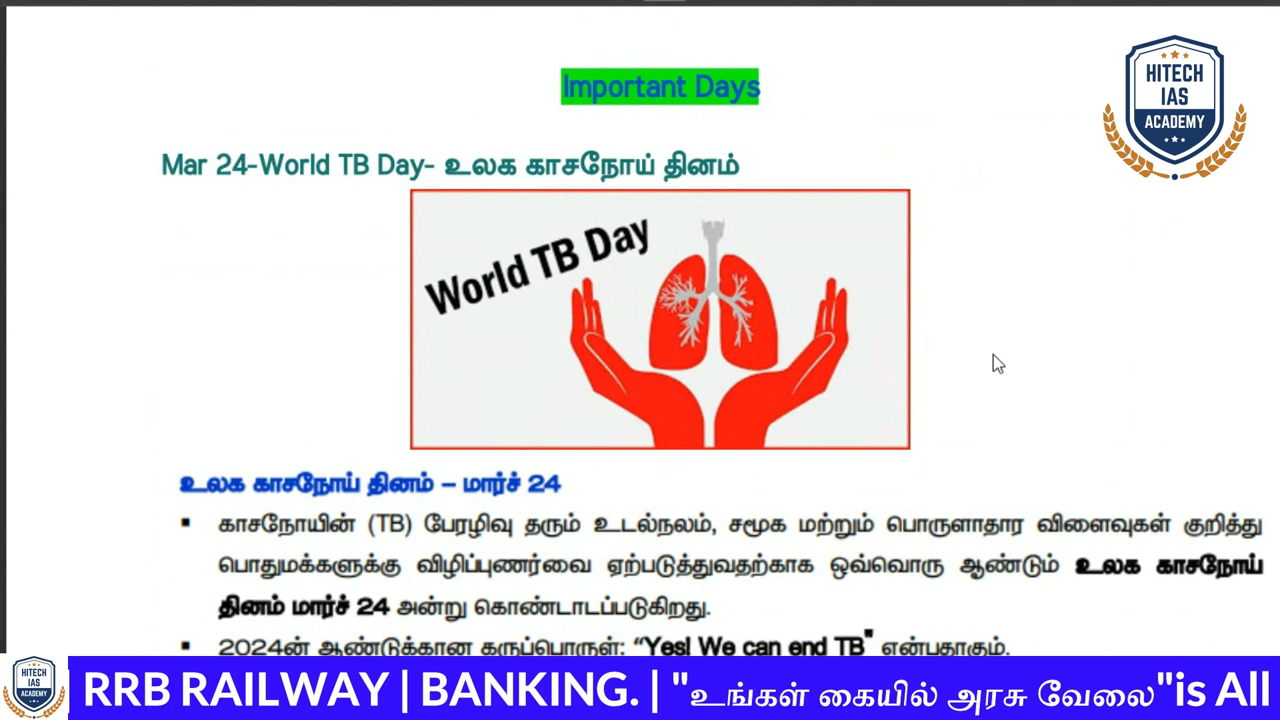 Important Days
HITECH
IAS
ACADEMY
Mar 24-World TB Day- உலக காசநோய் தினம்
World TB Day
உலக காசநோய் தினம் – மார்ச் 24
▪ காசநோயின் (TB) பேரழிவு தரும் உடல்நலம், சமூக மற்றும் பொருளாதார விளைவுகள் குறித்து
பொதுமக்களுக்கு விழிப்புணர்வை ஏற்படுத்துவதற்காக ஒவ்வொரு ஆண்டும் உலக காசநோய்
தினம் மார்ச் 24 அன்று கொண்டாடப்படுகிறது.
▪ 2024ன் ஆண்டுக்கான கருப்பொருள்: “Yes! We can end TB" என்பதாகும்.
HITECH
IAS
ACADEMY
RRB RAILWAY | BANKING. | "உங்கள் கையில் அரசு வேலை"is All